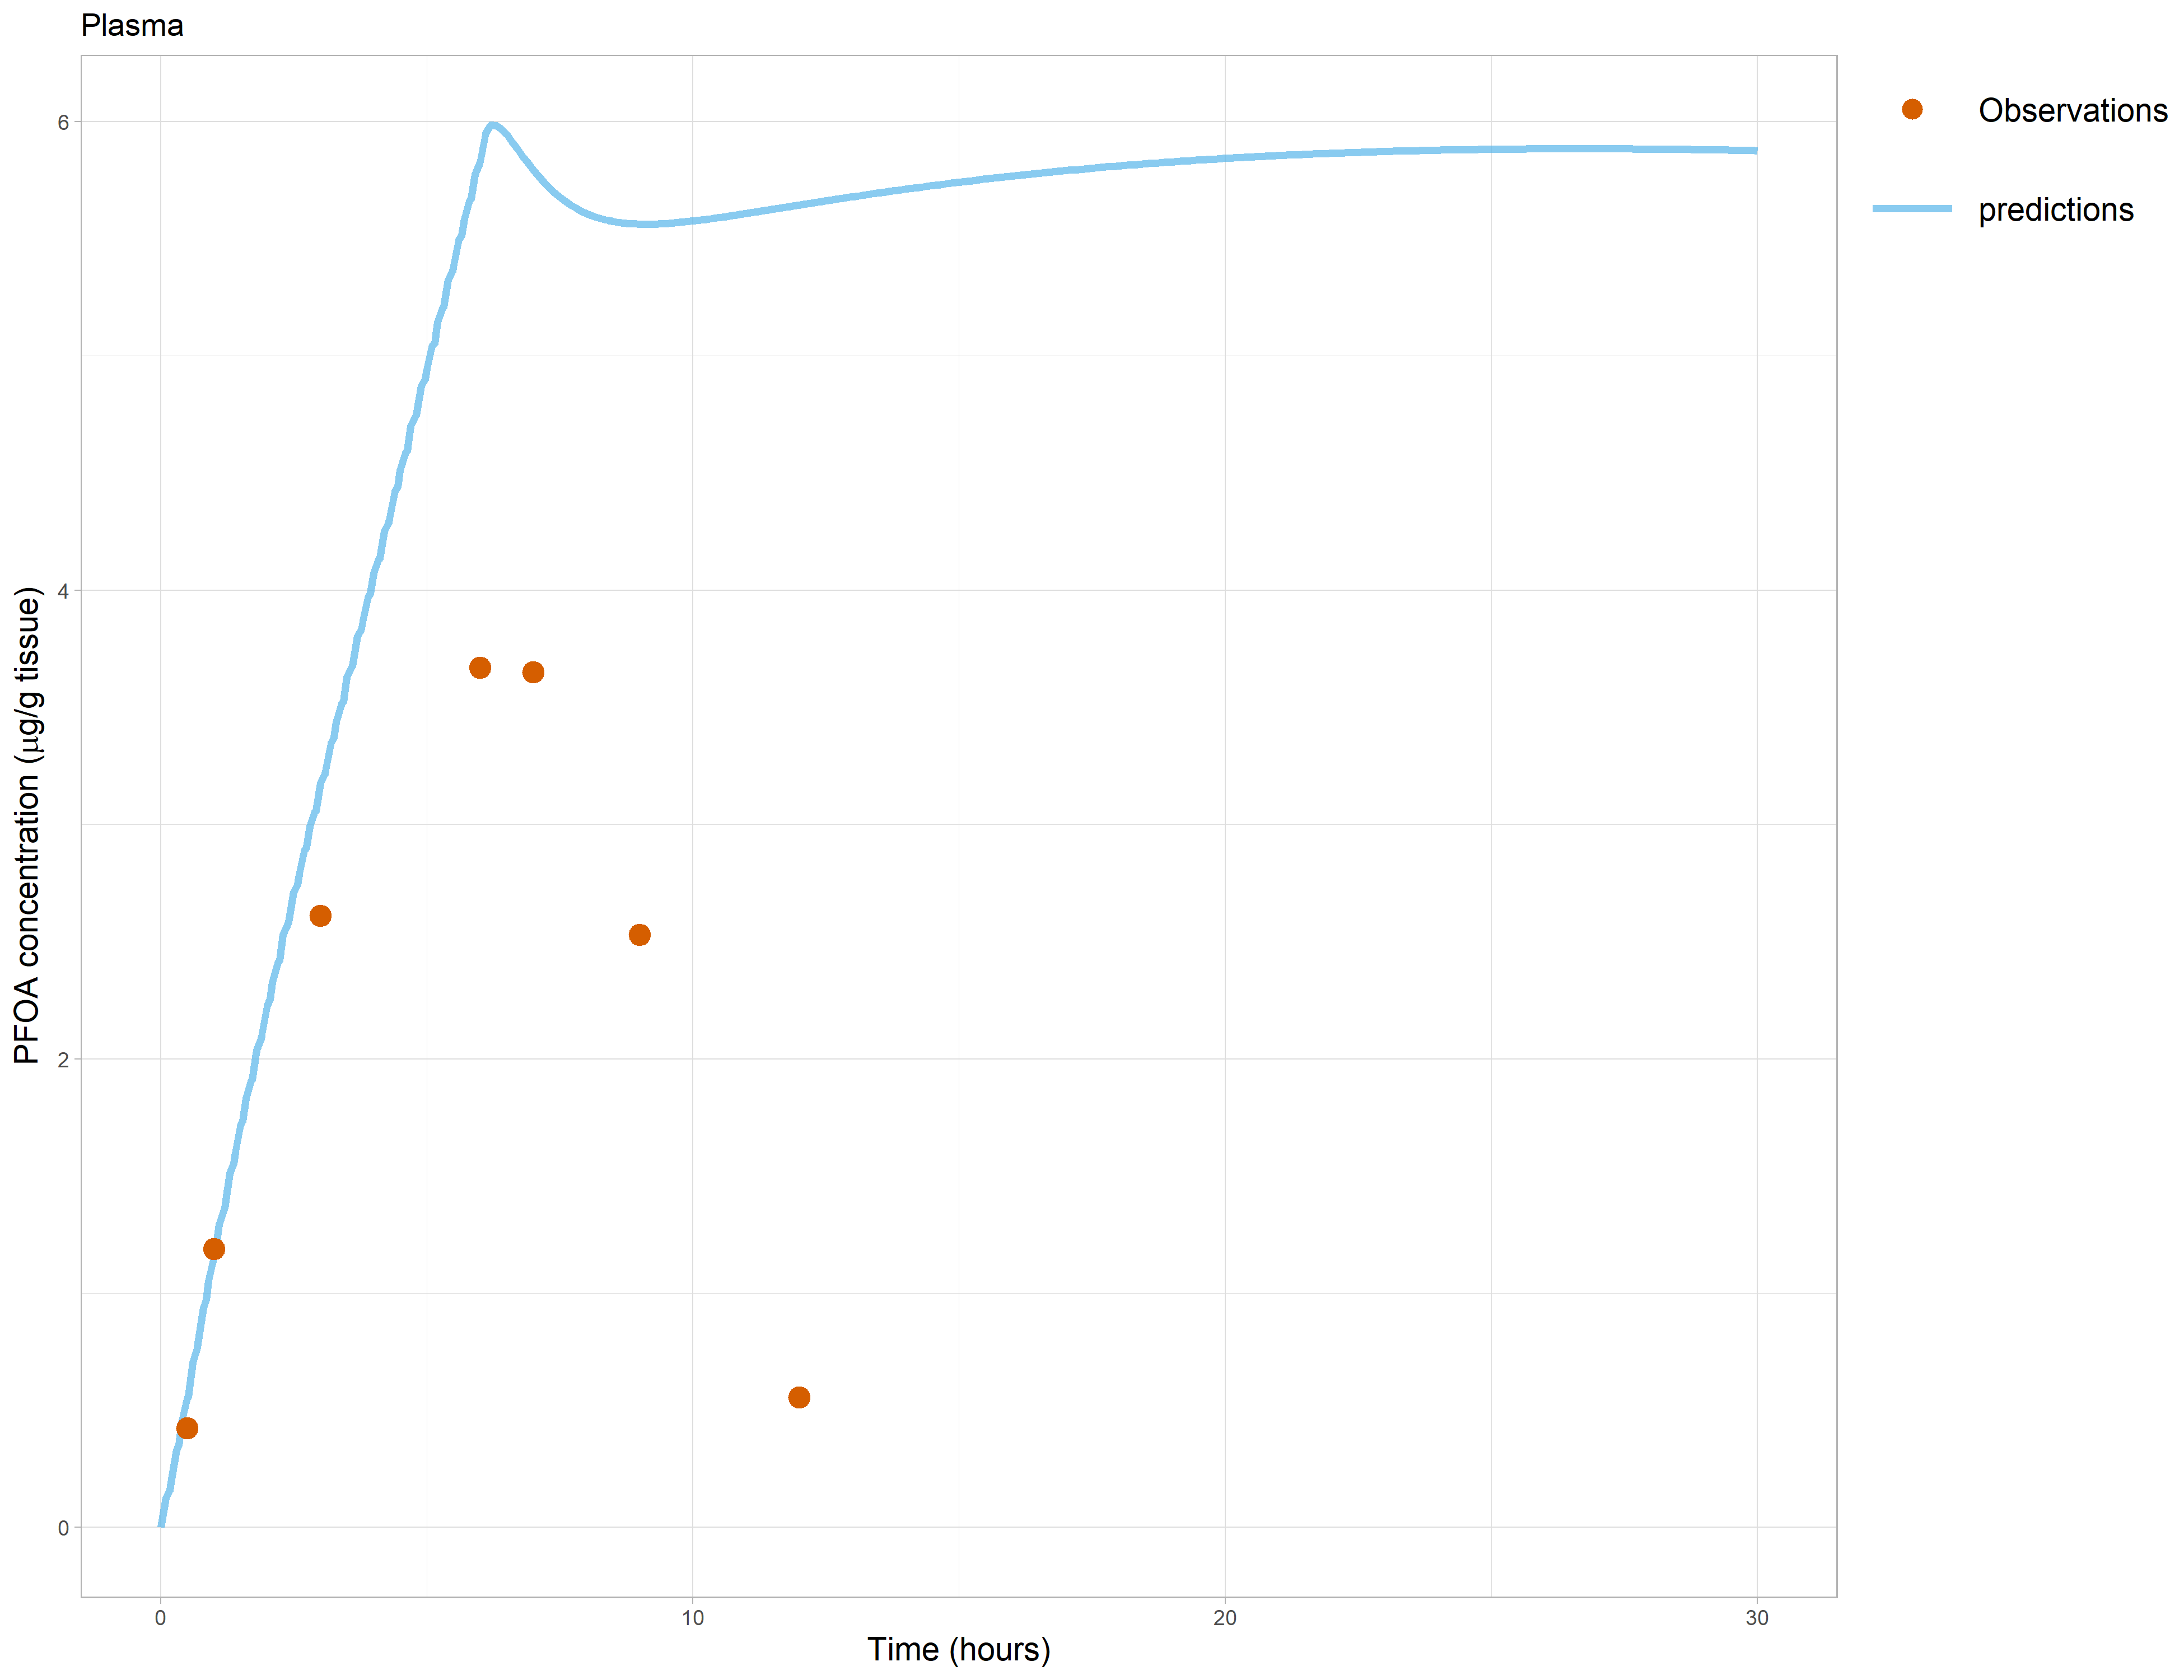 Plasma
PFOA concentration (μg/g tissue)
6
4
2
0
0 10 20 30
Time (hours)
Observations
predictions